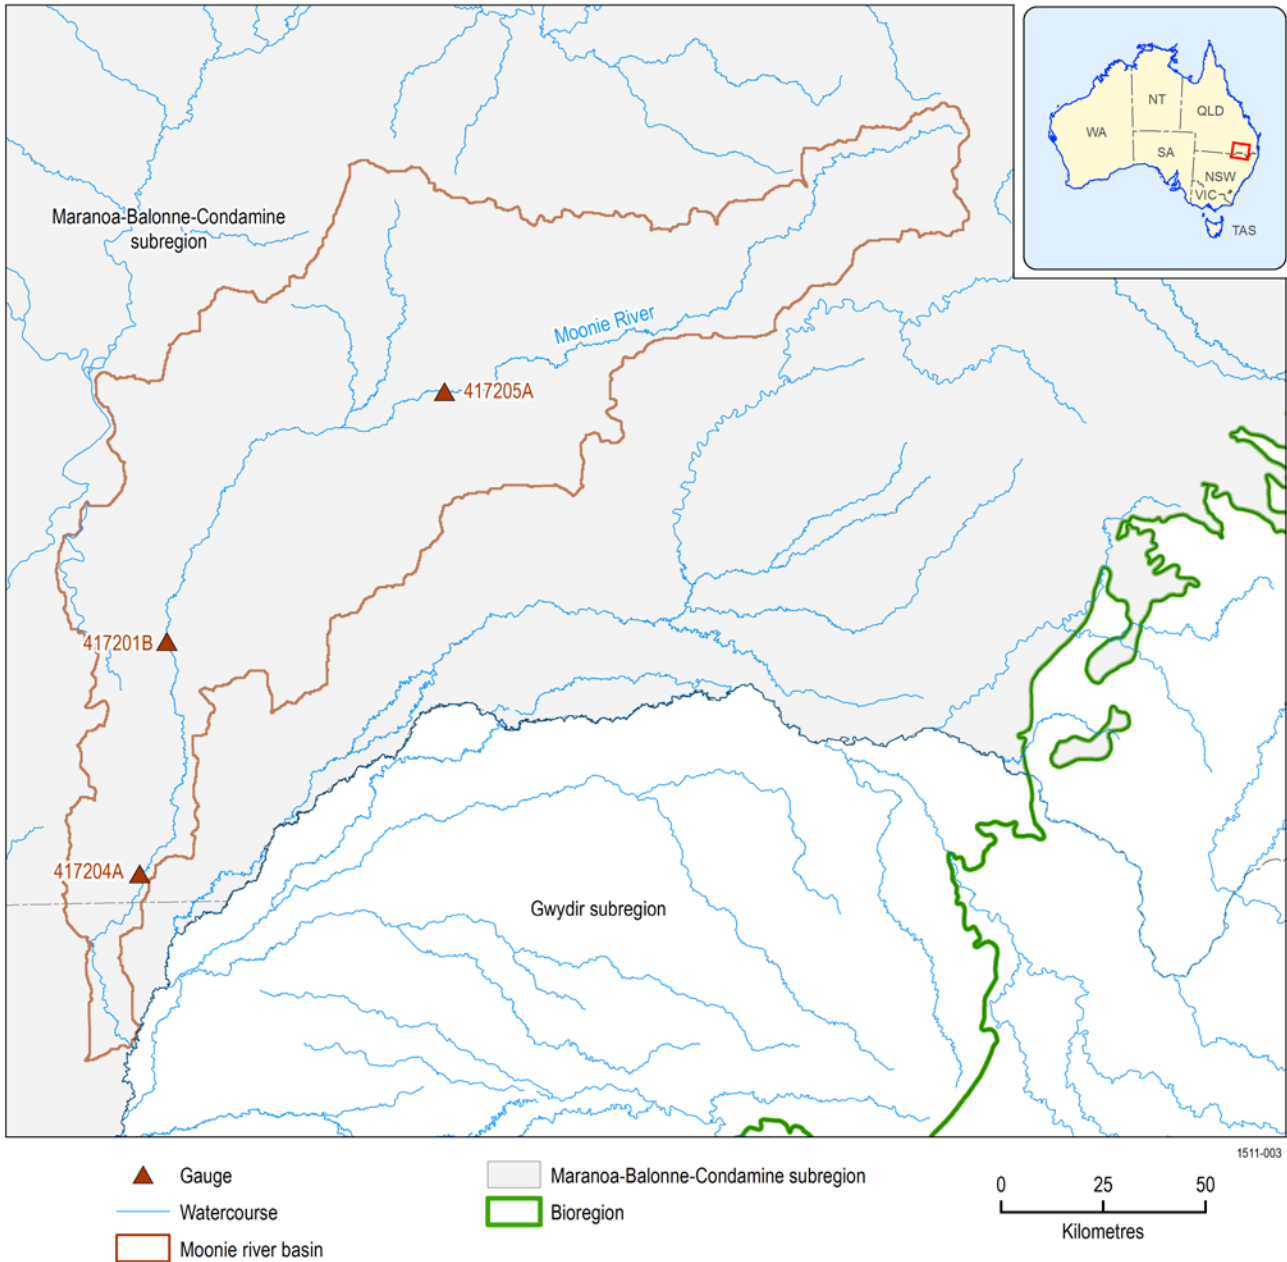 NT
QLD
WA
SA
NSW
VIC
TAS
Maranoa-Balonne-Condamine
subregion
Moonie River
417205A
417201B
417204A
Gwydir subregion
1511-003
Gauge
Watercourse
Moonie river basin
Maranoa-Balonne-Condamine subregion
Bioregion
0 25 50
Kilometres